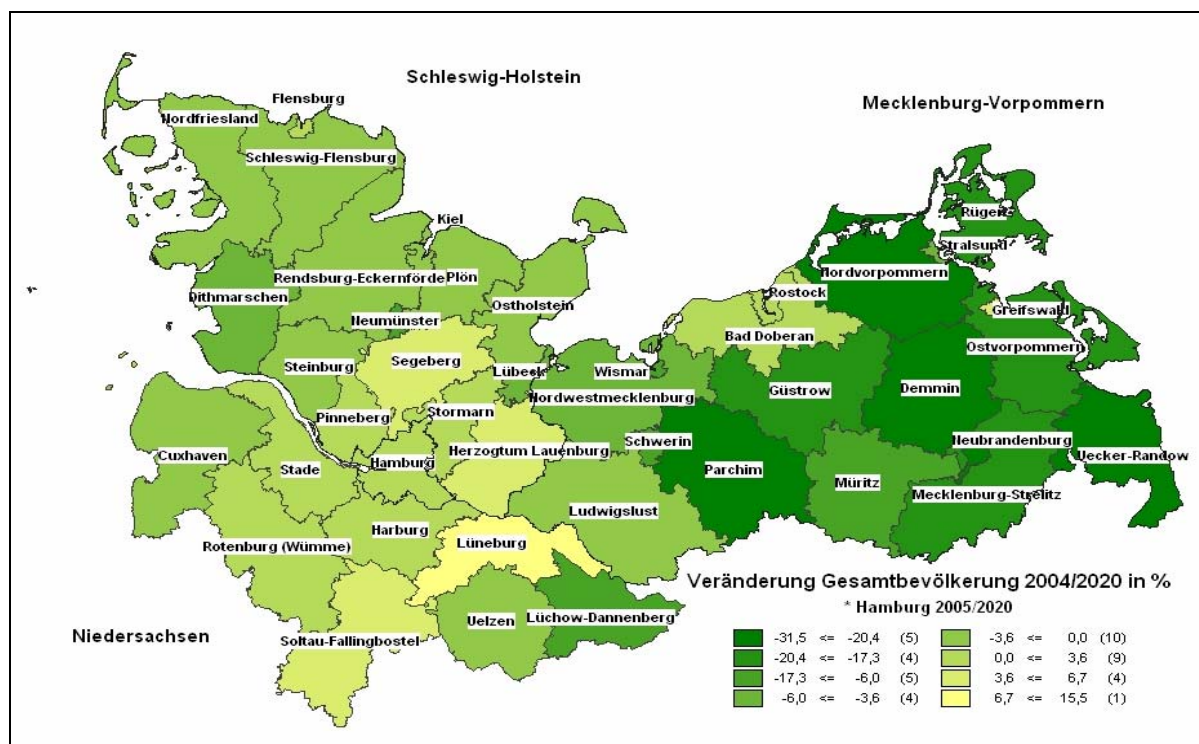 Schleswig-Holstein
Mecklenburg-Vorpommern
Flensburg
Nordfriesland
Schleswig-Flensburg
Kiel
Rügen
Stralsund
Nordvorpommern
Rendsburg-Eckernförde
Plön
Dithmarschen
Ostholstein
Rostock
Greifswald
Neumünster
Bad Doberan
Ostvorpommern
Segeberg
Steinburg
Lübeck
Wismar
Güstrow
Demmin
Nordwestmecklenburg
Stormarn
Pinneberg
Schwerin
Neubrandenburg
Herzogtum Lauenburg
Cuxhaven
Hamburg
Stade
Parchim
Uecker-Randow
Müritz
Mecklenburg-Strelitz
Ludwigslust
Harburg
Lüneburg
Rotenburg (Wümme)
Veränderung Gesamtbevölkerung 2004/2020 in %
* Hamburg 2005/2020
Niedersachsen
Soltau-Fallingbostel
Uelzen
Lüchow-Dannenberg
-31,5 <= -20,4 (5)
-20,4 <= -17,3 (4)
-17,3 <= -6,0 (5)
-6,0 <= -3,6 (4)
-3,6 <= 0,0 (10)
0,0 <= 3,6 (9)
3,6 <= 6,7 (4)
6,7 <= 15,5 (1)